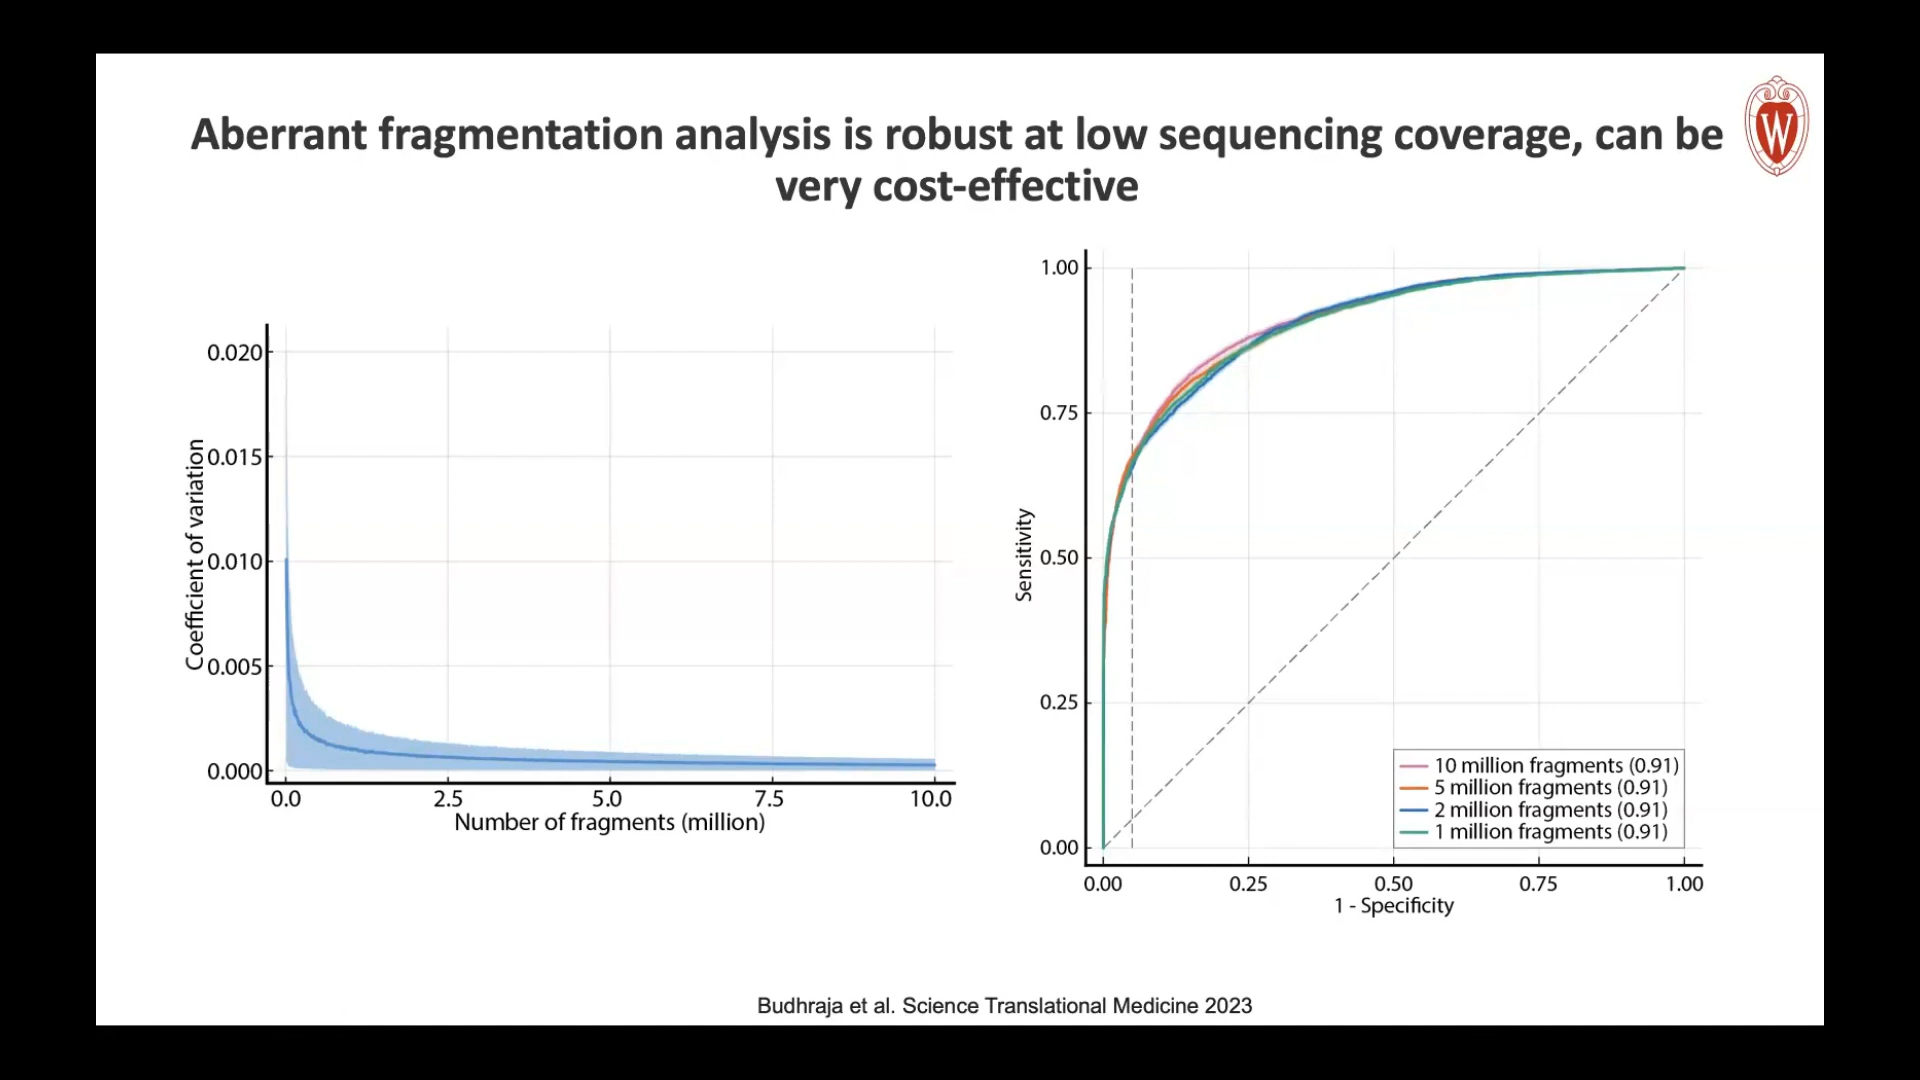 Aberrant fragmentation analysis is robust at low sequencing coverage, can be
very cost-effective
W
0.020
0.015
0.010
0.005
0.000
Coefficient of variation
0.0 2.5 5.0 7.5 10.0
Number of fragments (million)
1.00
0.75
0.50
0.25
0.00
Sensitivity
10 million fragments (0.91)
5 million fragments (0.91)
2 million fragments (0.91)
1 million fragments (0.91)
0.00 0.25 0.50 0.75 1.00
1 - Specificity
Budhraja et al. Science Translational Medicine 2023